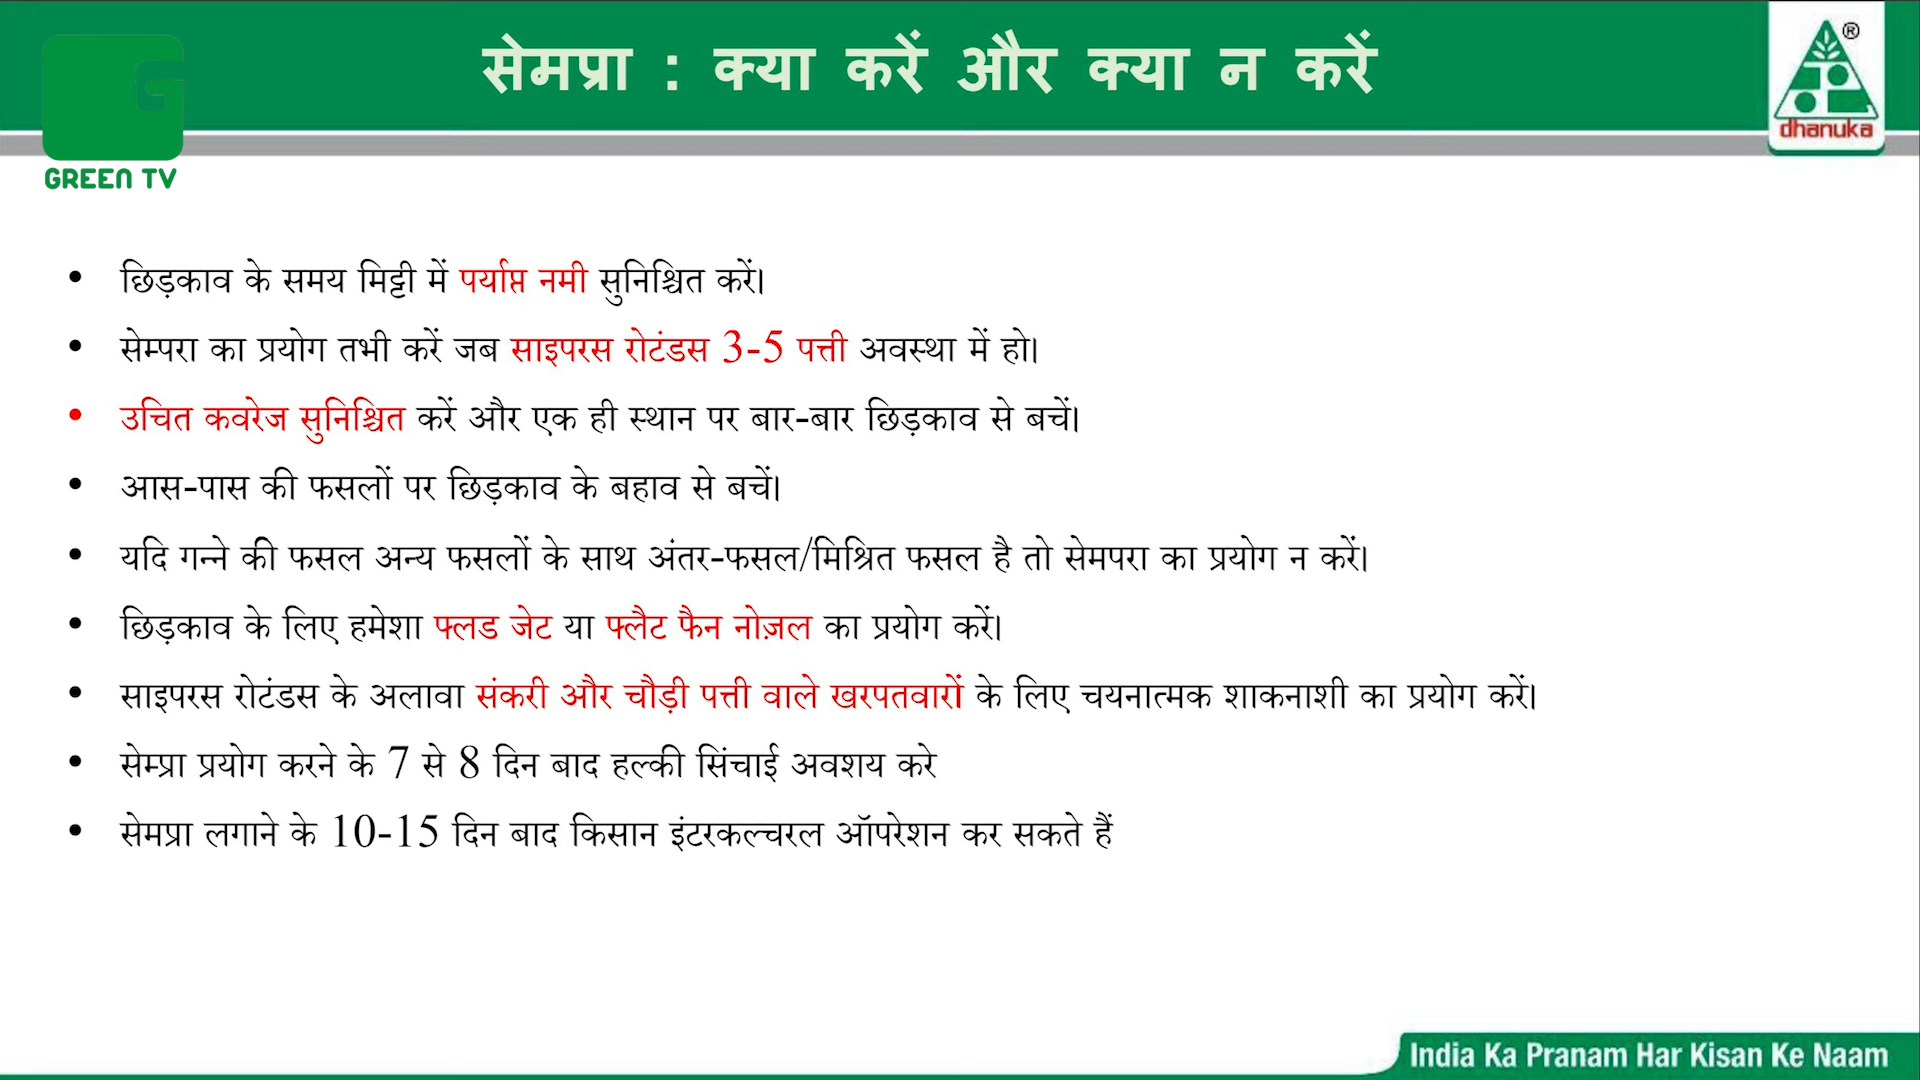 सेमप्रा : क्या करें और क्या न करें
®
dhanuka
GREEN TV
• छिड़काव के समय मिट्टी में पर्याप्त नमी सुनिश्चित करें।
• सेम्परा का प्रयोग तभी करें जब साइपरस रोटंडस 3-5 पत्ती अवस्था में हो।
• उचित कवरेज सुनिश्चित करें और एक ही स्थान पर बार-बार छिड़काव से बचें।
• आस-पास की फसलों पर छिड़काव के बहाव से बचें।
• यदि गन्ने की फसल अन्य फसलों के साथ अंतर-फसल/मिश्रित फसल है तो सेमपरा का प्रयोग न करें।
• छिड़काव के लिए हमेशा फ्लड जेट या फ्लैट फैन नोज़ल का प्रयोग करें।
• साइपरस रोटंडस के अलावा संकरी और चौड़ी पत्ती वाले खरपतवारों के लिए चयनात्मक शाकनाशी का प्रयोग करें।
• सेम्प्रा प्रयोग करने के 7 से 8 दिन बाद हल्की सिंचाई अवशय करे
• सेमप्रा लगाने के 10-15 दिन बाद किसान इंटरकल्चरल ऑपरेशन कर सकते हैं
India Ka Pranam Har Kisan Ke Naam